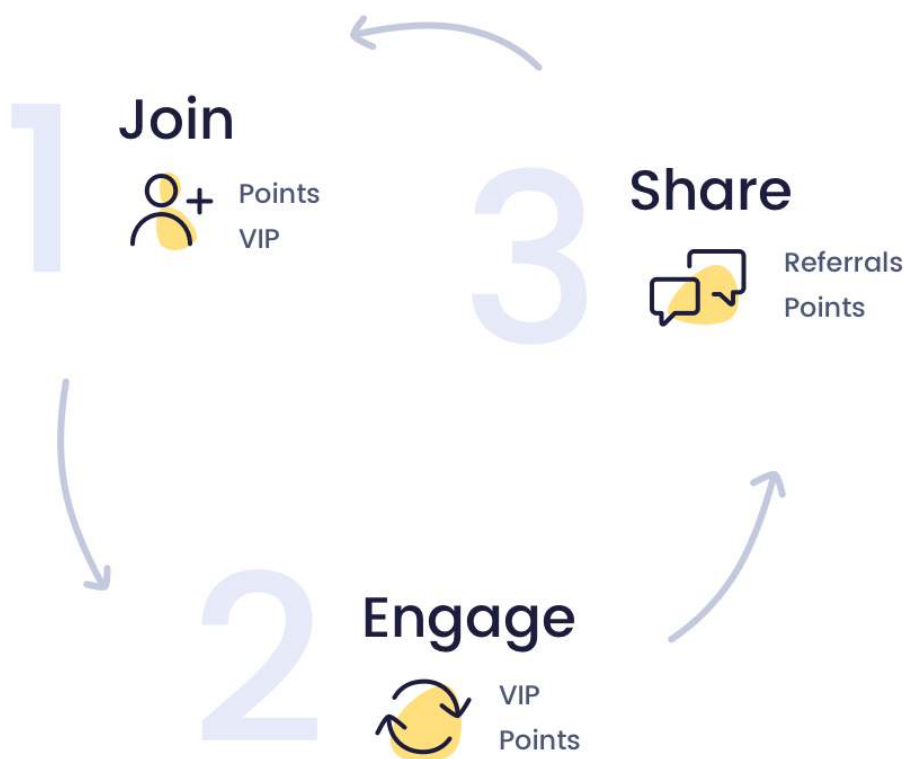 1
Join
Points
VIP
2
Engage
VIP
Points
3
Share
Referrals
Points